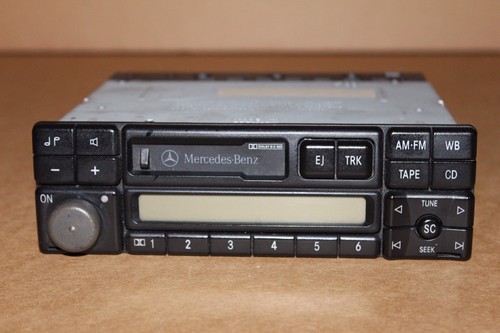 AM·FM WB
Mercedes-Benz EJ TRK
− + TAPE CD
ON TUNE
SC
1 2 3 4 5 6 SEEK